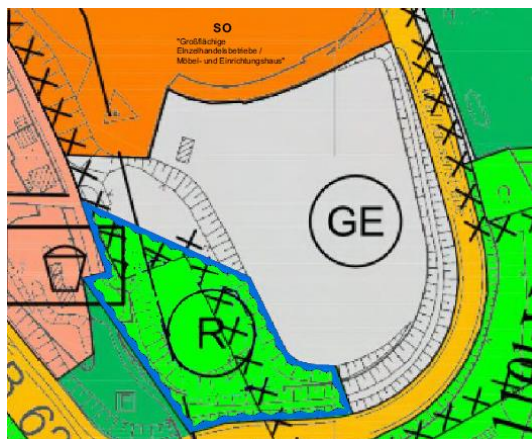 SO
"Großflächige
Einzelhandelsbetriebe /
Möbel- und Einrichtungshaus"
GE
R